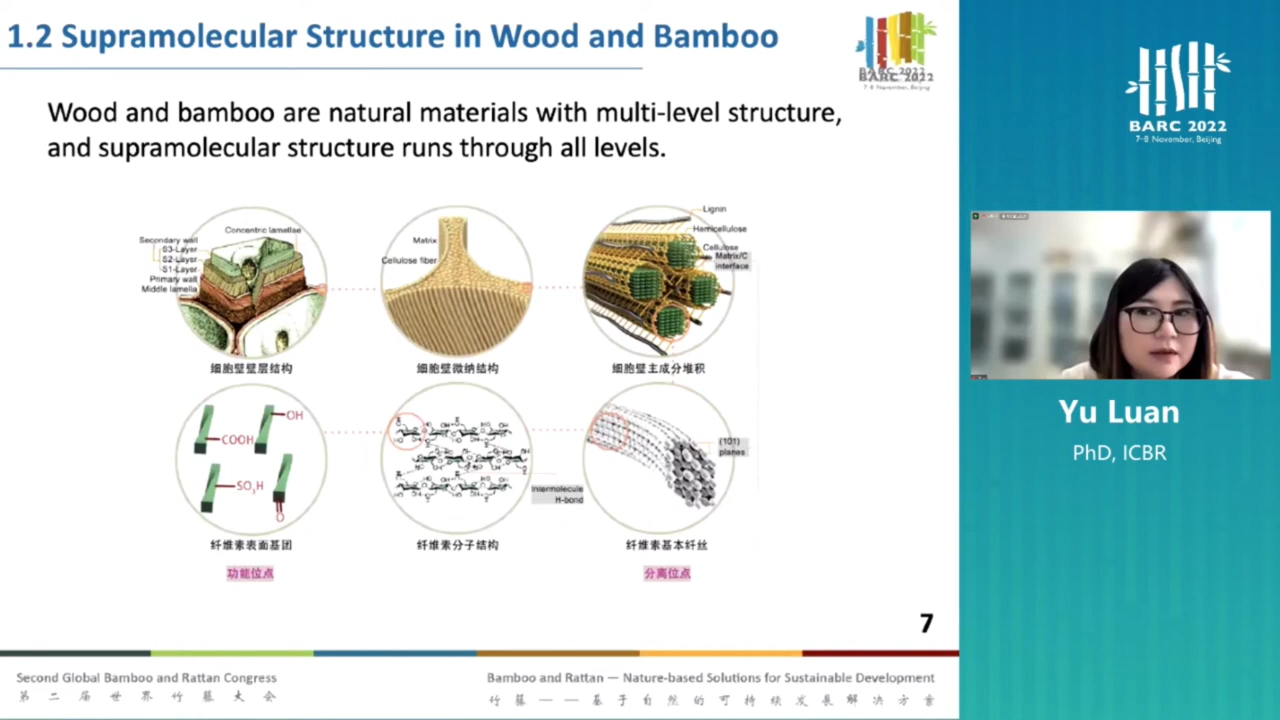 1.2 Supramolecular Structure in Wood and Bamboo
BARC 2022
7-8 November, Beijing
Wood and bamboo are natural materials with multi-level structure,
and supramolecular structure runs through all levels.
Concentric lamellae
Secondary wall
S3-Layer
S2-Layer
S1-Layer
Primary wall
Middle lamella
Matrix
Cellulose fiber
Lignin
Hemicellulose
Cellulose
Matrix/C
interface
细胞壁壁层结构
细胞壁微纳结构
细胞壁主成分堆积
OH
COOH
SO3H
O
Intermolecule
H-bond
(101)
planes
纤维素表面基团
纤维素分子结构
纤维素基本纤丝
功能位点
分离位点
7
Second Global Bamboo and Rattan Congress
第二届世界竹藤大会
Bamboo and Rattan — Nature-based Solutions for Sustainable Development
竹藤——基于自然的可持续发展解决方案
BARC 2022
7-8 November, Beijing
Yu Luan
PhD, ICBR